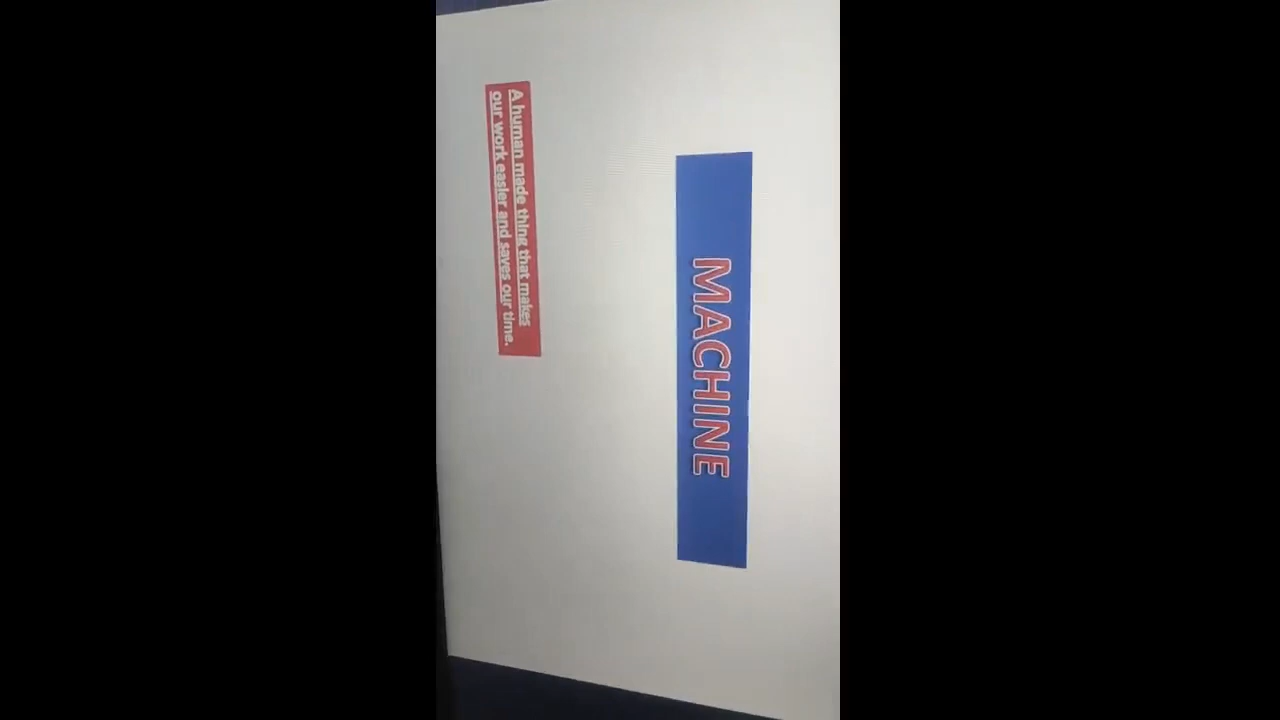 MACHINE
A human made thing that makes
our work easier and saves our time.